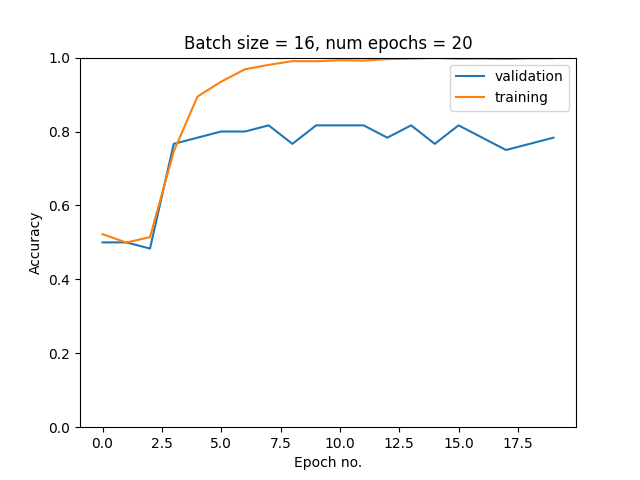 Batch size = 16, num epochs = 20
1.0
0.8
0.6
0.4
0.2
0.0
Accuracy
validation
training
0.0 2.5 5.0 7.5 10.0 12.5 15.0 17.5
Epoch no.